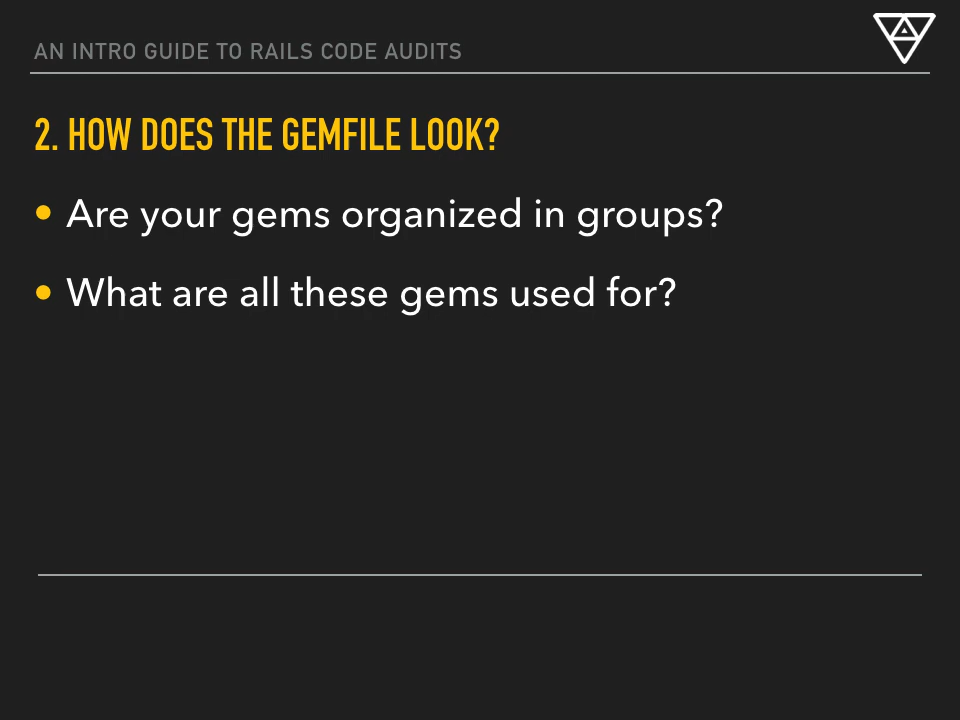 AN INTRO GUIDE TO RAILS CODE AUDITS
2. HOW DOES THE GEMFILE LOOK?
• Are your gems organized in groups?
• What are all these gems used for?